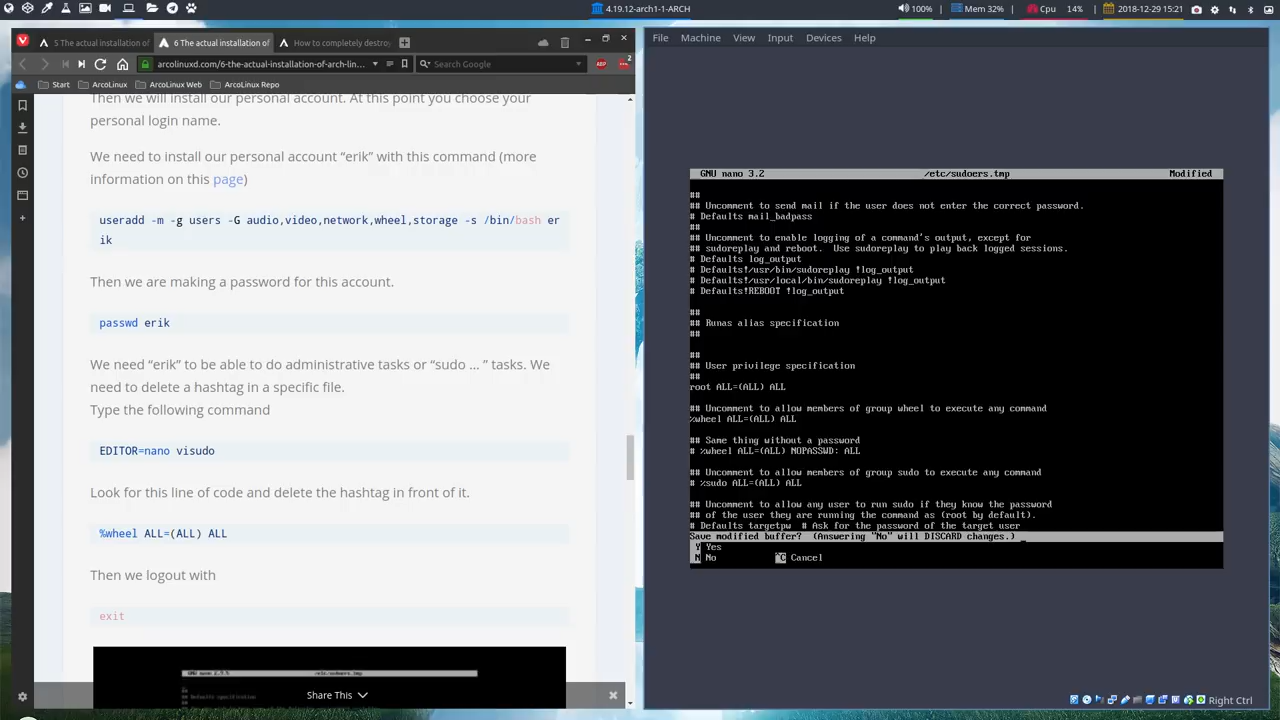 4.19.12-1-ARCH
100%
Mem 32%
Cpu 14%
2018-12-29 15:21
5 The actual installation of
6 The actual installation of
How to completely destroy
arcolinuxd.com/6-the-actual-installation-of-arch-lin...
Search Google
ABP
2
Start
ArcoLinux
ArcoLinux Web
ArcoLinux Repo
Then we will install our personal account. At this point you choose your
personal login name.
We need to install our personal account “erik” with this command (more
information on this page)
useradd -m -g users -G audio,video,network,wheel,storage -s /bin/bash er
ik
Then we are making a password for this account.
passwd erik
We need “erik” to be able to do administrative tasks or “sudo ... ” tasks. We
need to delete a hashtag in a specific file.
Type the following command
EDITOR=nano visudo
Look for this line of code and delete the hashtag in front of it.
%wheel ALL=(ALL) ALL
Then we logout with
exit
GNU nano 2.9.5 /etc/sudoers.tmp
Share This
File Machine View Input Devices Help
GNU nano 3.2 /etc/sudoers.tmp Modified
##
## Uncomment to send mail if the user does not enter the correct password.
# Defaults mail_badpass
##
## Uncomment to enable logging of a command's output, except for
## sudoreplay and reboot.  Use sudoreplay to play back logged sessions.
# Defaults log_output
# Defaults!/usr/bin/sudoreplay !log_output
# Defaults!/usr/local/bin/sudoreplay !log_output
# Defaults!REBOOT !log_output
##
## Runas alias specification
##
##
## User privilege specification
##
root ALL=(ALL) ALL
## Uncomment to allow members of group wheel to execute any command
%wheel ALL=(ALL) ALL
## Same thing without a password
# %wheel ALL=(ALL) NOPASSWD: ALL
## Uncomment to allow members of group sudo to execute any command
# %sudo ALL=(ALL) ALL
## Uncomment to allow any user to run sudo if they know the password
## of the user they are running the command as (root by default).
# Defaults targetpw  # Ask for the password of the target user
Save modified buffer?  (Answering "No" will DISCARD changes.)
Y Yes
N No ^C Cancel
Right Ctrl